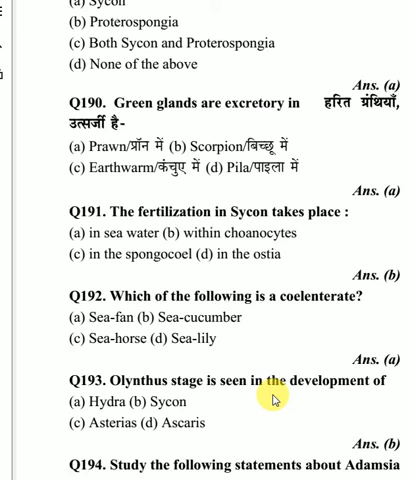 (a) Sycon
(b) Proterospongia
(c) Both Sycon and Proterospongia
(d) None of the above
Ans. (a)
Q190. Green glands are excretory in हरित ग्रंथियाँ,
उत्सर्जी है-
(a) Prawn/प्रॉन में (b) Scorpion/बिच्छू में
(c) Earthwarm/कंचुए में (d) Pila/पाइला में
Ans. (a)
Q191. The fertilization in Sycon takes place :
(a) in sea water (b) within choanocytes
(c) in the spongocoel (d) in the ostia
Ans. (b)
Q192. Which of the following is a coelenterate?
(a) Sea-fan (b) Sea-cucumber
(c) Sea-horse (d) Sea-lily
Ans. (a)
Q193. Olynthus stage is seen in the development of
(a) Hydra (b) Sycon
(c) Asterias (d) Ascaris
Ans. (b)
Q194. Study the following statements about Adamsia